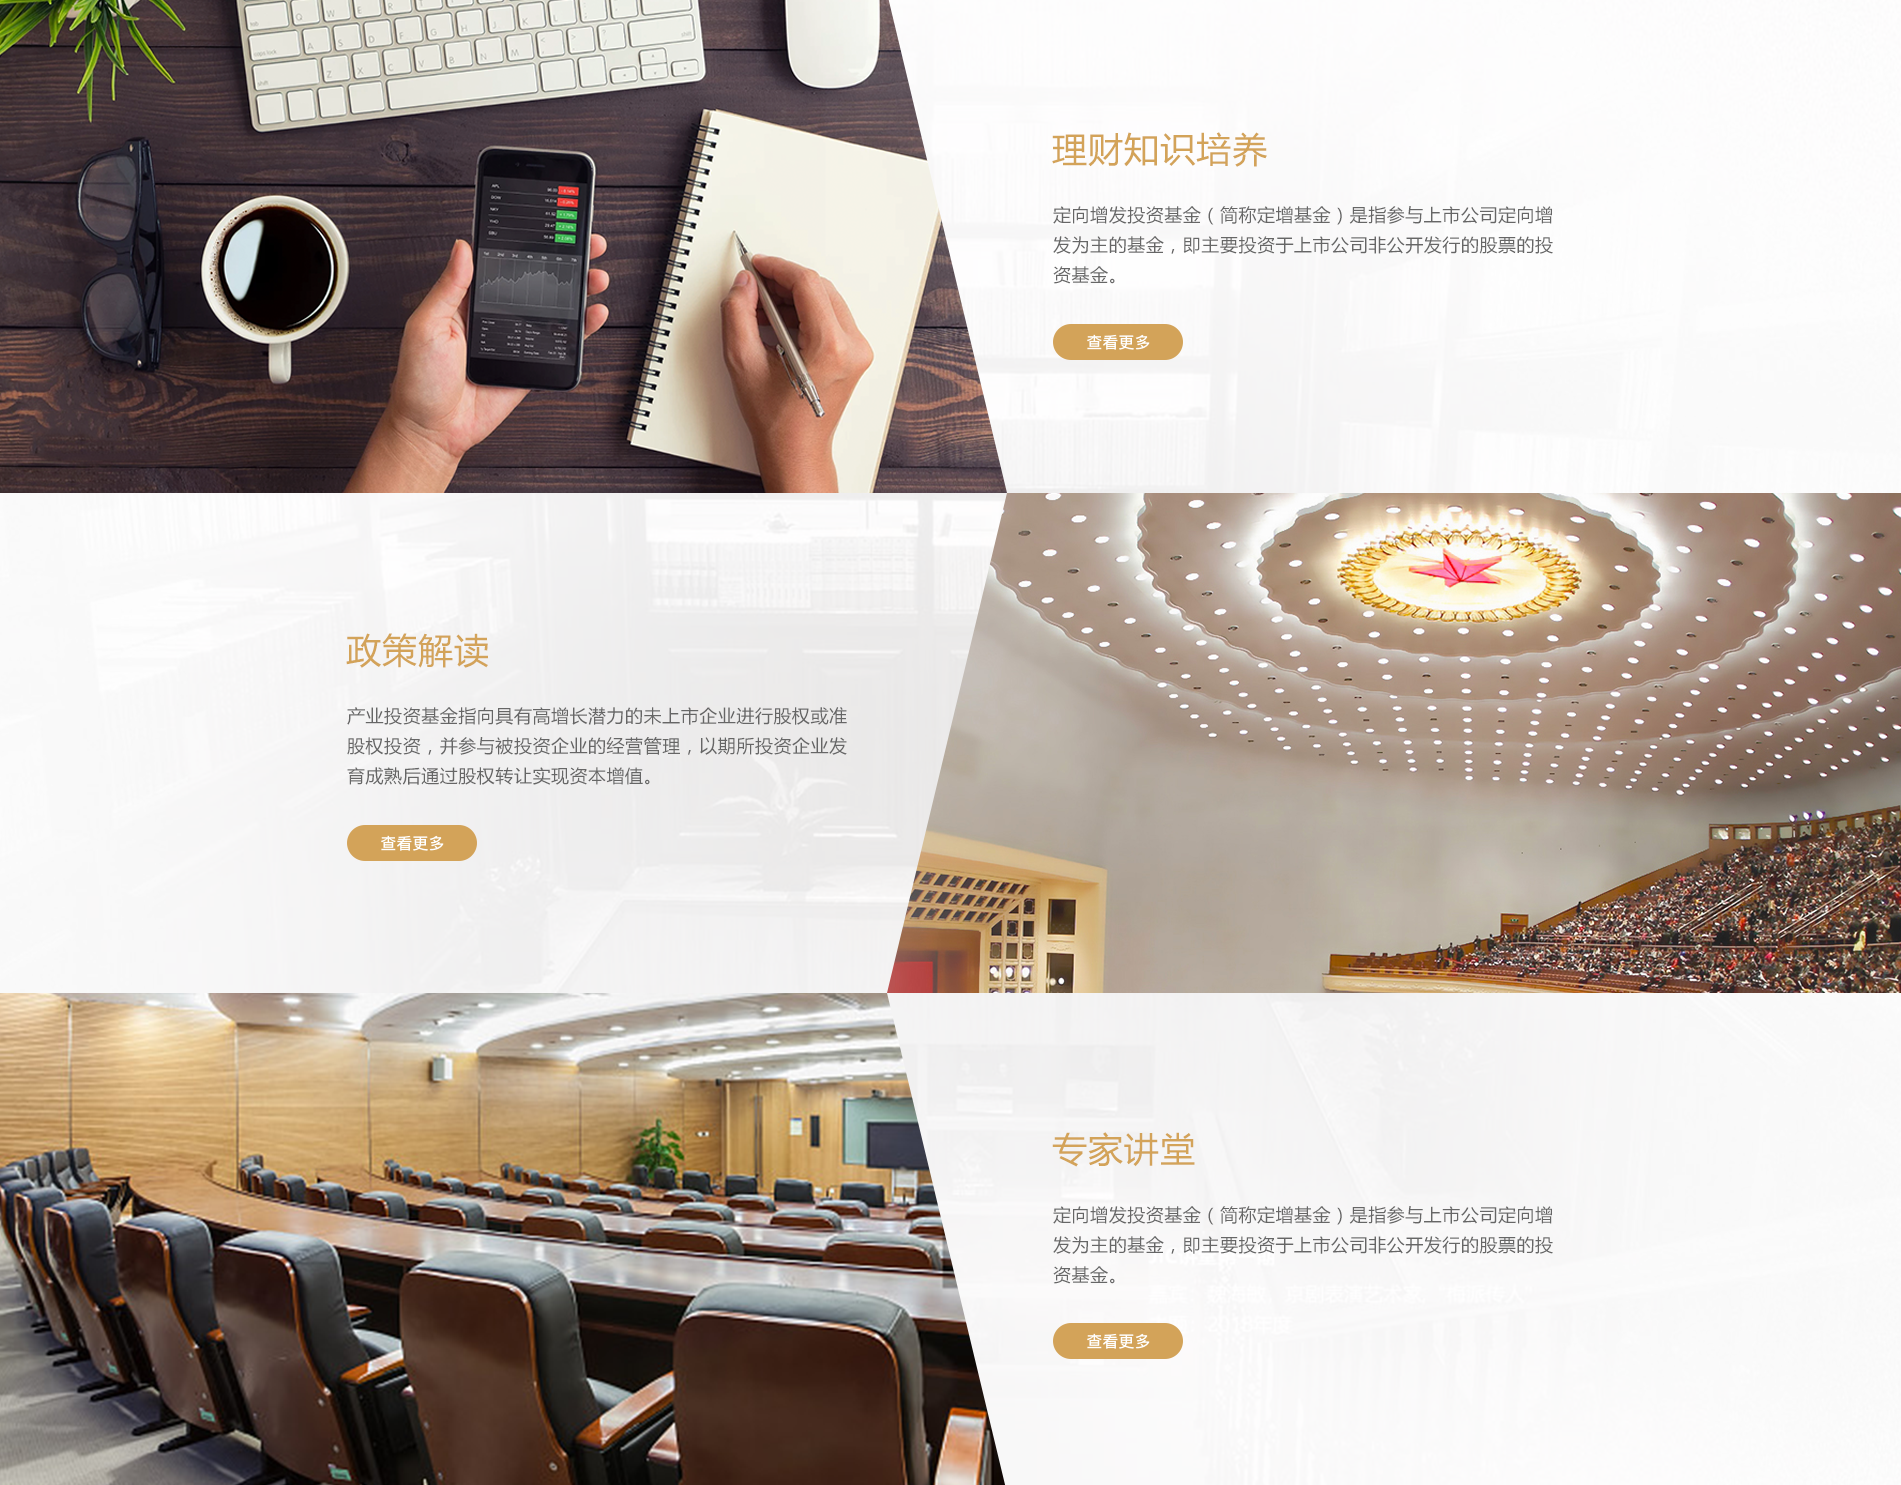 理财知识培养
定向增发投资基金（简称定增基金）是指参与上市公司定向增
发为主的基金，即主要投资于上市公司非公开发行的股票的投
资基金。
查看更多
政策解读
产业投资基金指向具有高增长潜力的未上市企业进行股权或准
股权投资，并参与被投资企业的经营管理，以期所投资企业发
育成熟后通过股权转让实现资本增值。
查看更多
专家讲堂
定向增发投资基金（简称定增基金）是指参与上市公司定向增
发为主的基金，即主要投资于上市公司非公开发行的股票的投
资基金。
查看更多